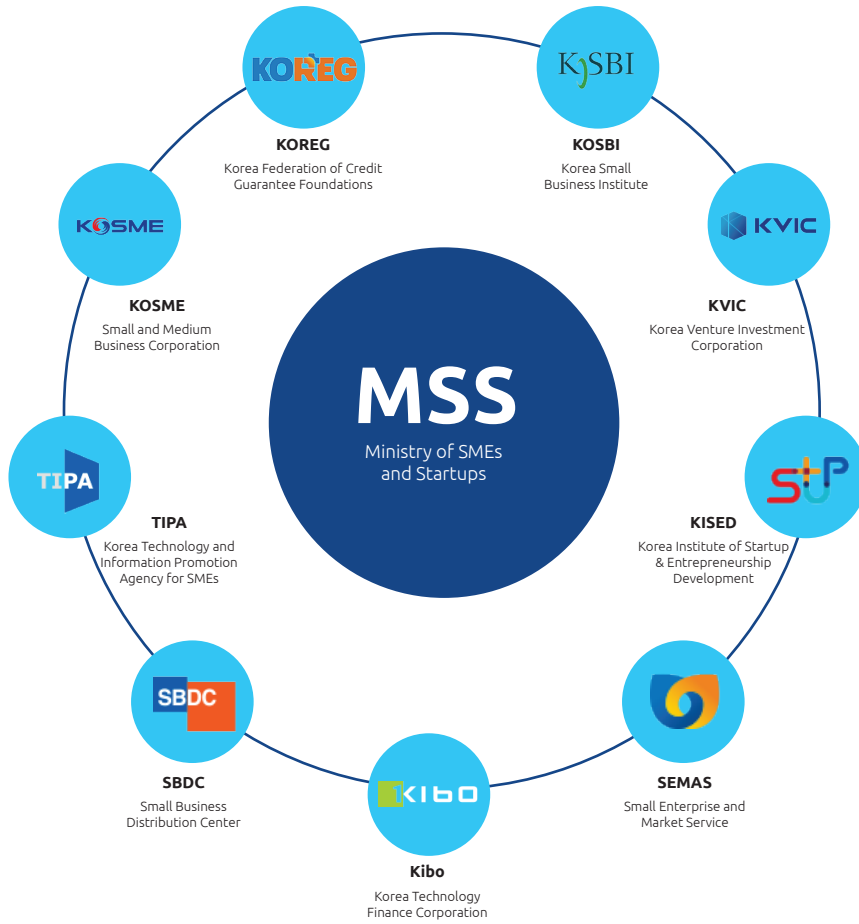 KOREG
KOSBI
KOREG
Korea Federation of Credit
Guarantee Foundations
KOSBI
Korea Small
Business Institute
KOSME
KVIC
KOSME
Small and Medium
Business Corporation
KVIC
Korea Venture Investment
Corporation
MSS
Ministry of SMEs
and Startups
TIPA
StUP
TIPA
Korea Technology and
Information Promotion
Agency for SMEs
KISED
Korea Institute of Startup
& Entrepreneurship
Development
SBDC
SBDC
Small Business
Distribution Center
SEMAS
Small Enterprise and
Market Service
KIBO
Kibo
Korea Technology
Finance Corporation